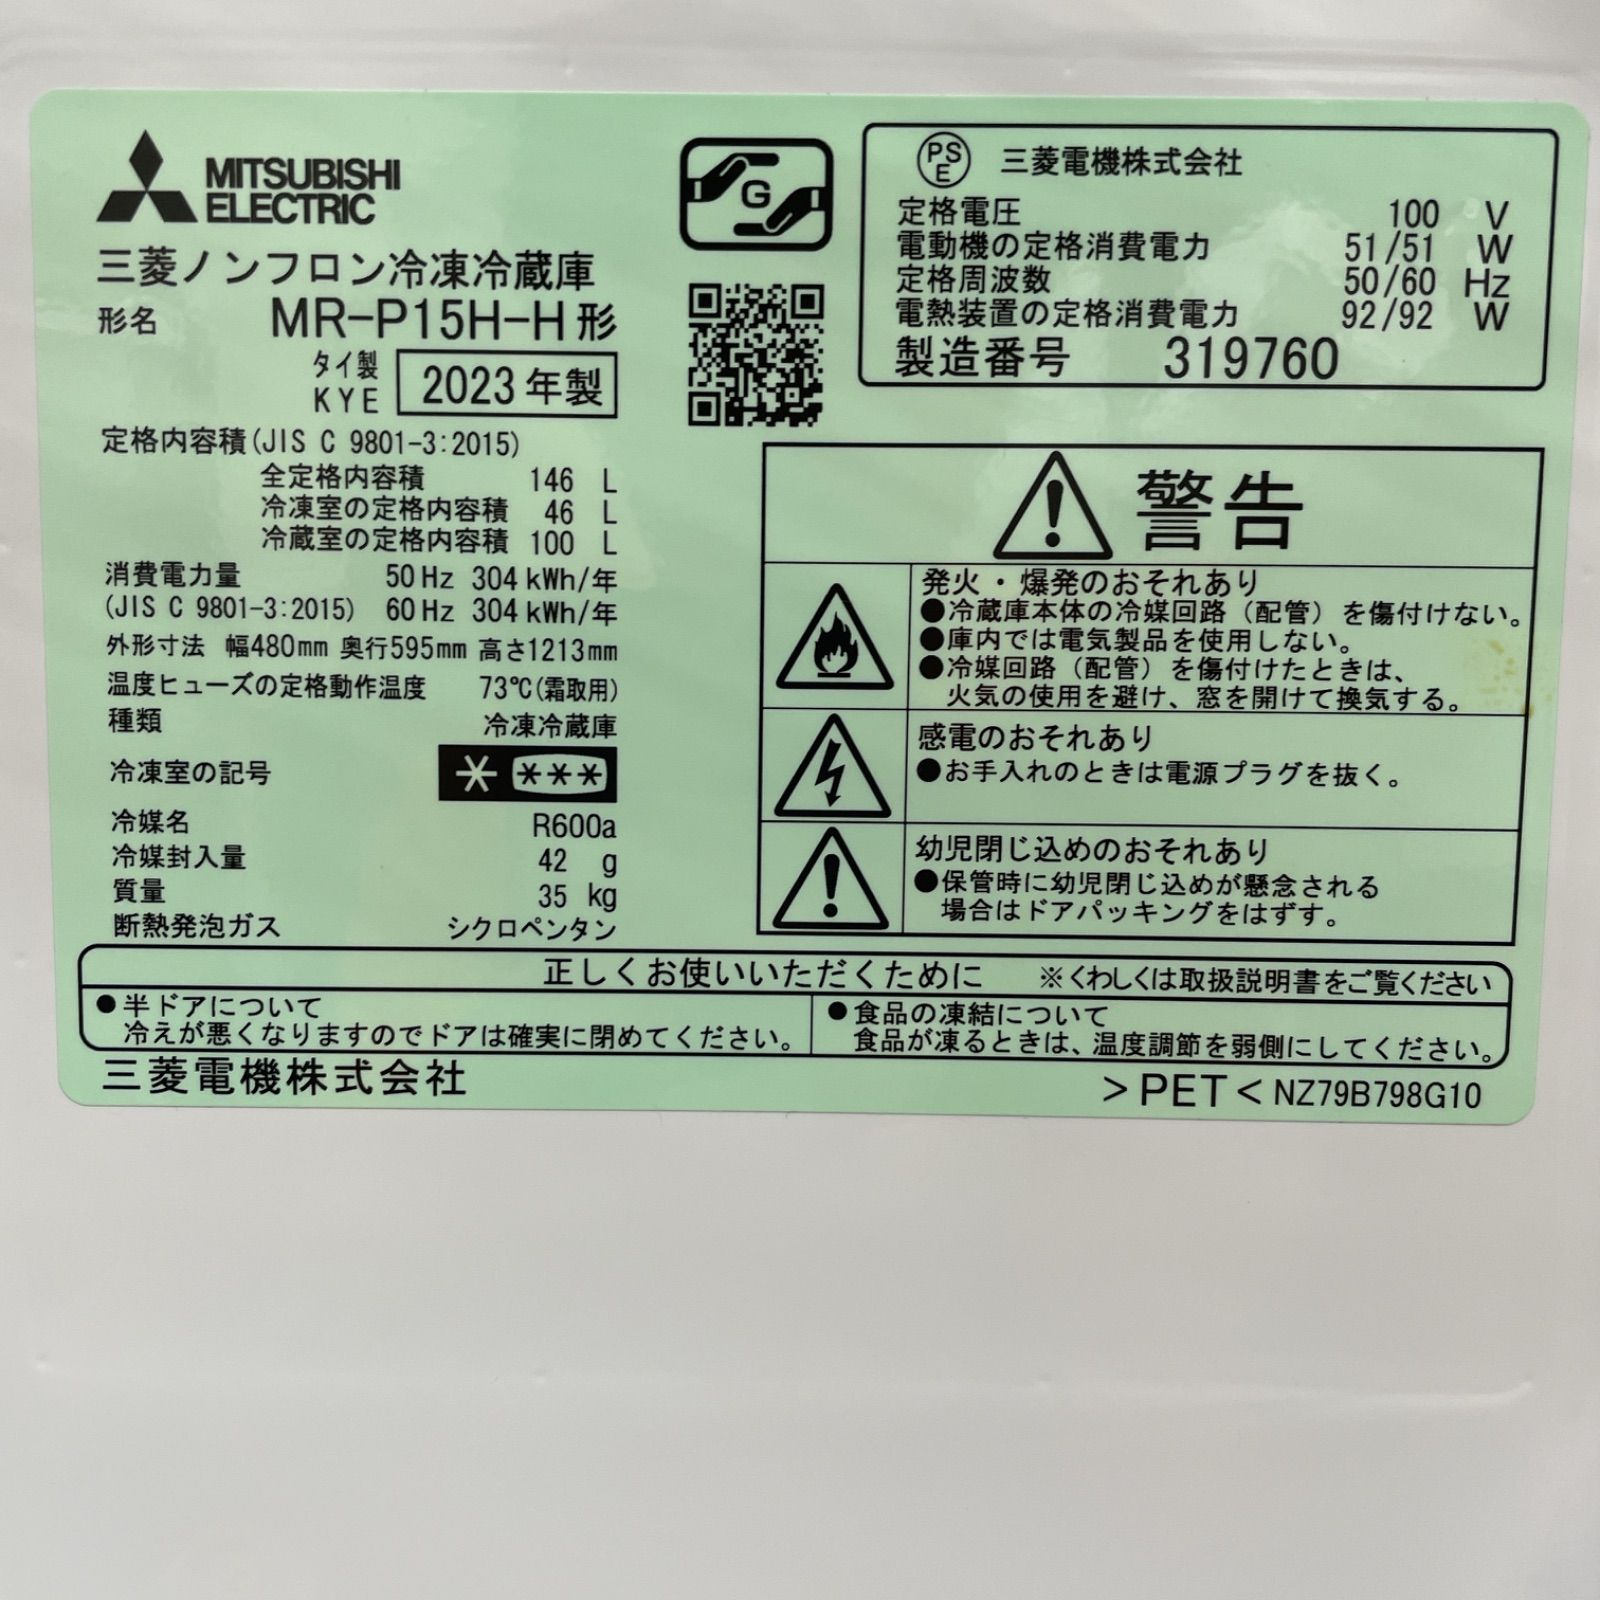 MITSUBISHI
ELECTRIC
三菱ノンフロン冷凍冷蔵庫
形名 MR-P15H-H形
タイ製
KYE 2023年製
定格内容積(JIS C 9801-3:2015)
全定格内容積 146 L
冷凍室の定格内容積 46 L
冷蔵室の定格内容積 100 L
消費電力量 50Hz 304kWh/年
(JIS C 9801-3:2015) 60Hz 304kWh/年
外形寸法 幅480mm 奥行595mm 高さ1213mm
温度ヒューズの定格動作温度 73℃(霜取用)
種類 冷凍冷蔵庫
冷凍室の記号 * ***
冷媒名 R600a
冷媒封入量 42 g
質量 35 kg
断熱発泡ガス シクロペンタン
G
PSE 三菱電機株式会社
定格電圧 100 V
電動機の定格消費電力 51/51 W
定格周波数 50/60 Hz
電熱装置の定格消費電力 92/92 W
製造番号 319760
警告
発火・爆発のおそれあり
●冷蔵庫本体の冷媒回路（配管）を傷付けない。
●庫内では電気製品を使用しない。
●冷媒回路（配管）を傷付けたときは、
火気の使用を避け、窓を開けて換気する。
感電のおそれあり
●お手入れのときは電源プラグを抜く。
幼児閉じ込めのおそれあり
●保管時に幼児閉じ込めが懸念される
場合はドアパッキングをはずす。
正しくお使いいただくために ※くわしくは取扱説明書をご覧ください
●半ドアについて
冷えが悪くなりますのでドアは確実に閉めてください。
●食品の凍結について
食品が凍るときは、温度調節を弱側にしてください。
三菱電機株式会社
>PET< NZ79B798G10